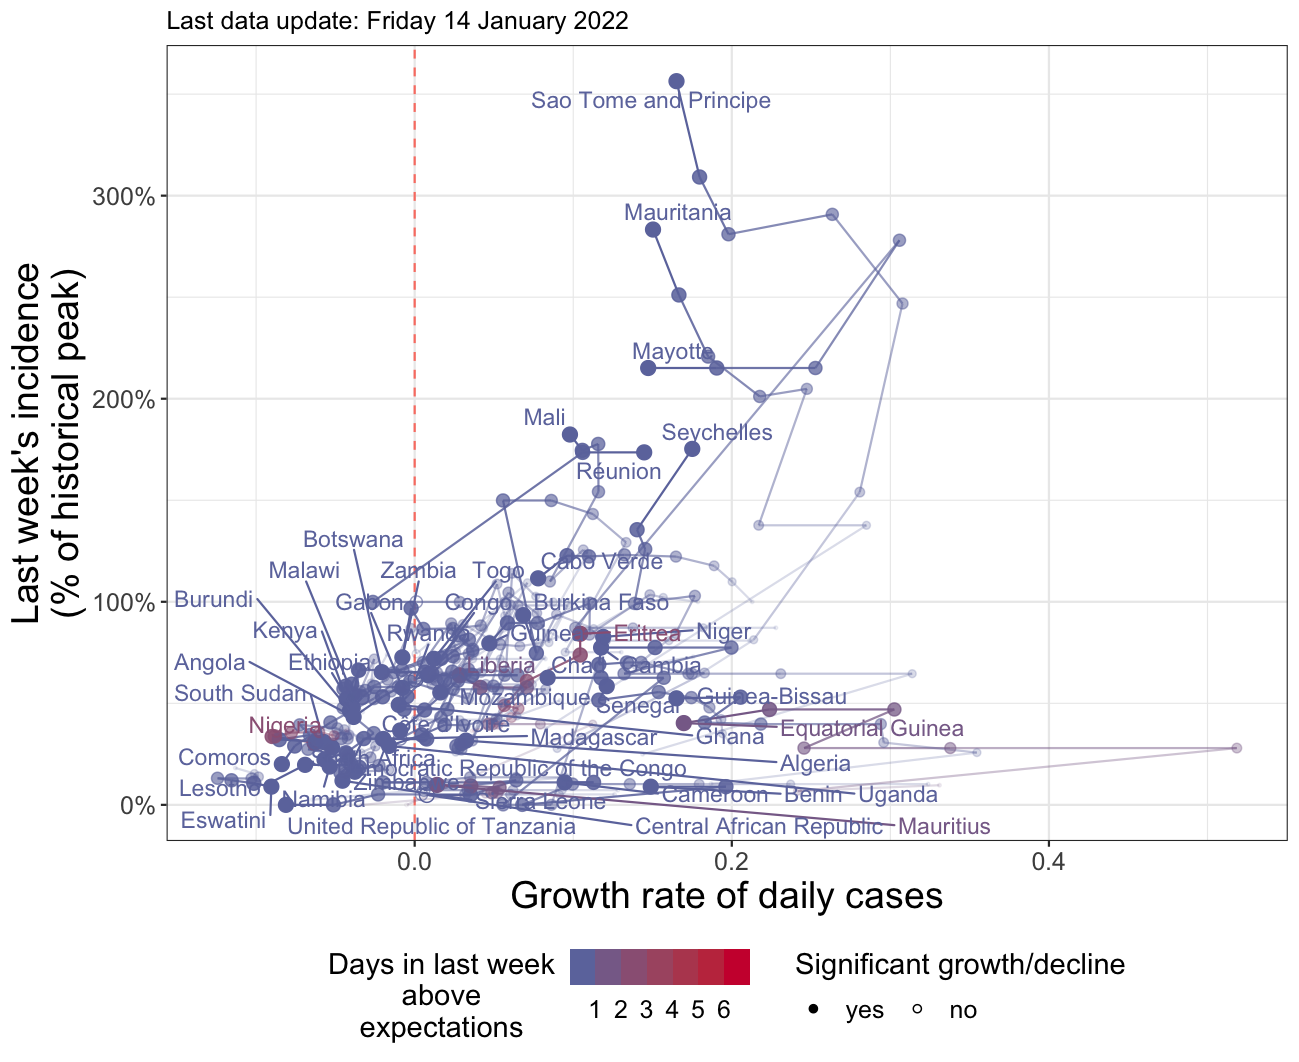 Last data update: Friday 14 January 2022
Last week's incidence
(% of historical peak)
300%
200%
100%
0%
Sao Tome and Principe
Mauritania
Mayotte
Mali
Seychelles
Réunion
Botswana
Cabo Verde
Malawi
Zambia
Togo
Burundi
Gabon
Congo
Burkina Faso
Kenya
Rwanda
Guinea
Eritrea
Niger
Angola
Ethiopia
Liberia
Chad
Gambia
South Sudan
Mozambique
Senegal
Guinea-Bissau
Nigeria
Côte d'Ivoire
Madagascar
Ghana
Equatorial Guinea
Comoros
Africa
Algeria
Democratic Republic of the Congo
Lesotho
Zimbabwe
Namibia
Sierra Leone
Cameroon
Benin
Uganda
Eswatini
United Republic of Tanzania
Central African Republic
Mauritius
0.0
0.2
0.4
Growth rate of daily cases
Days in last week
above
expectations
1 2 3 4 5 6
Significant growth/decline
yes
no